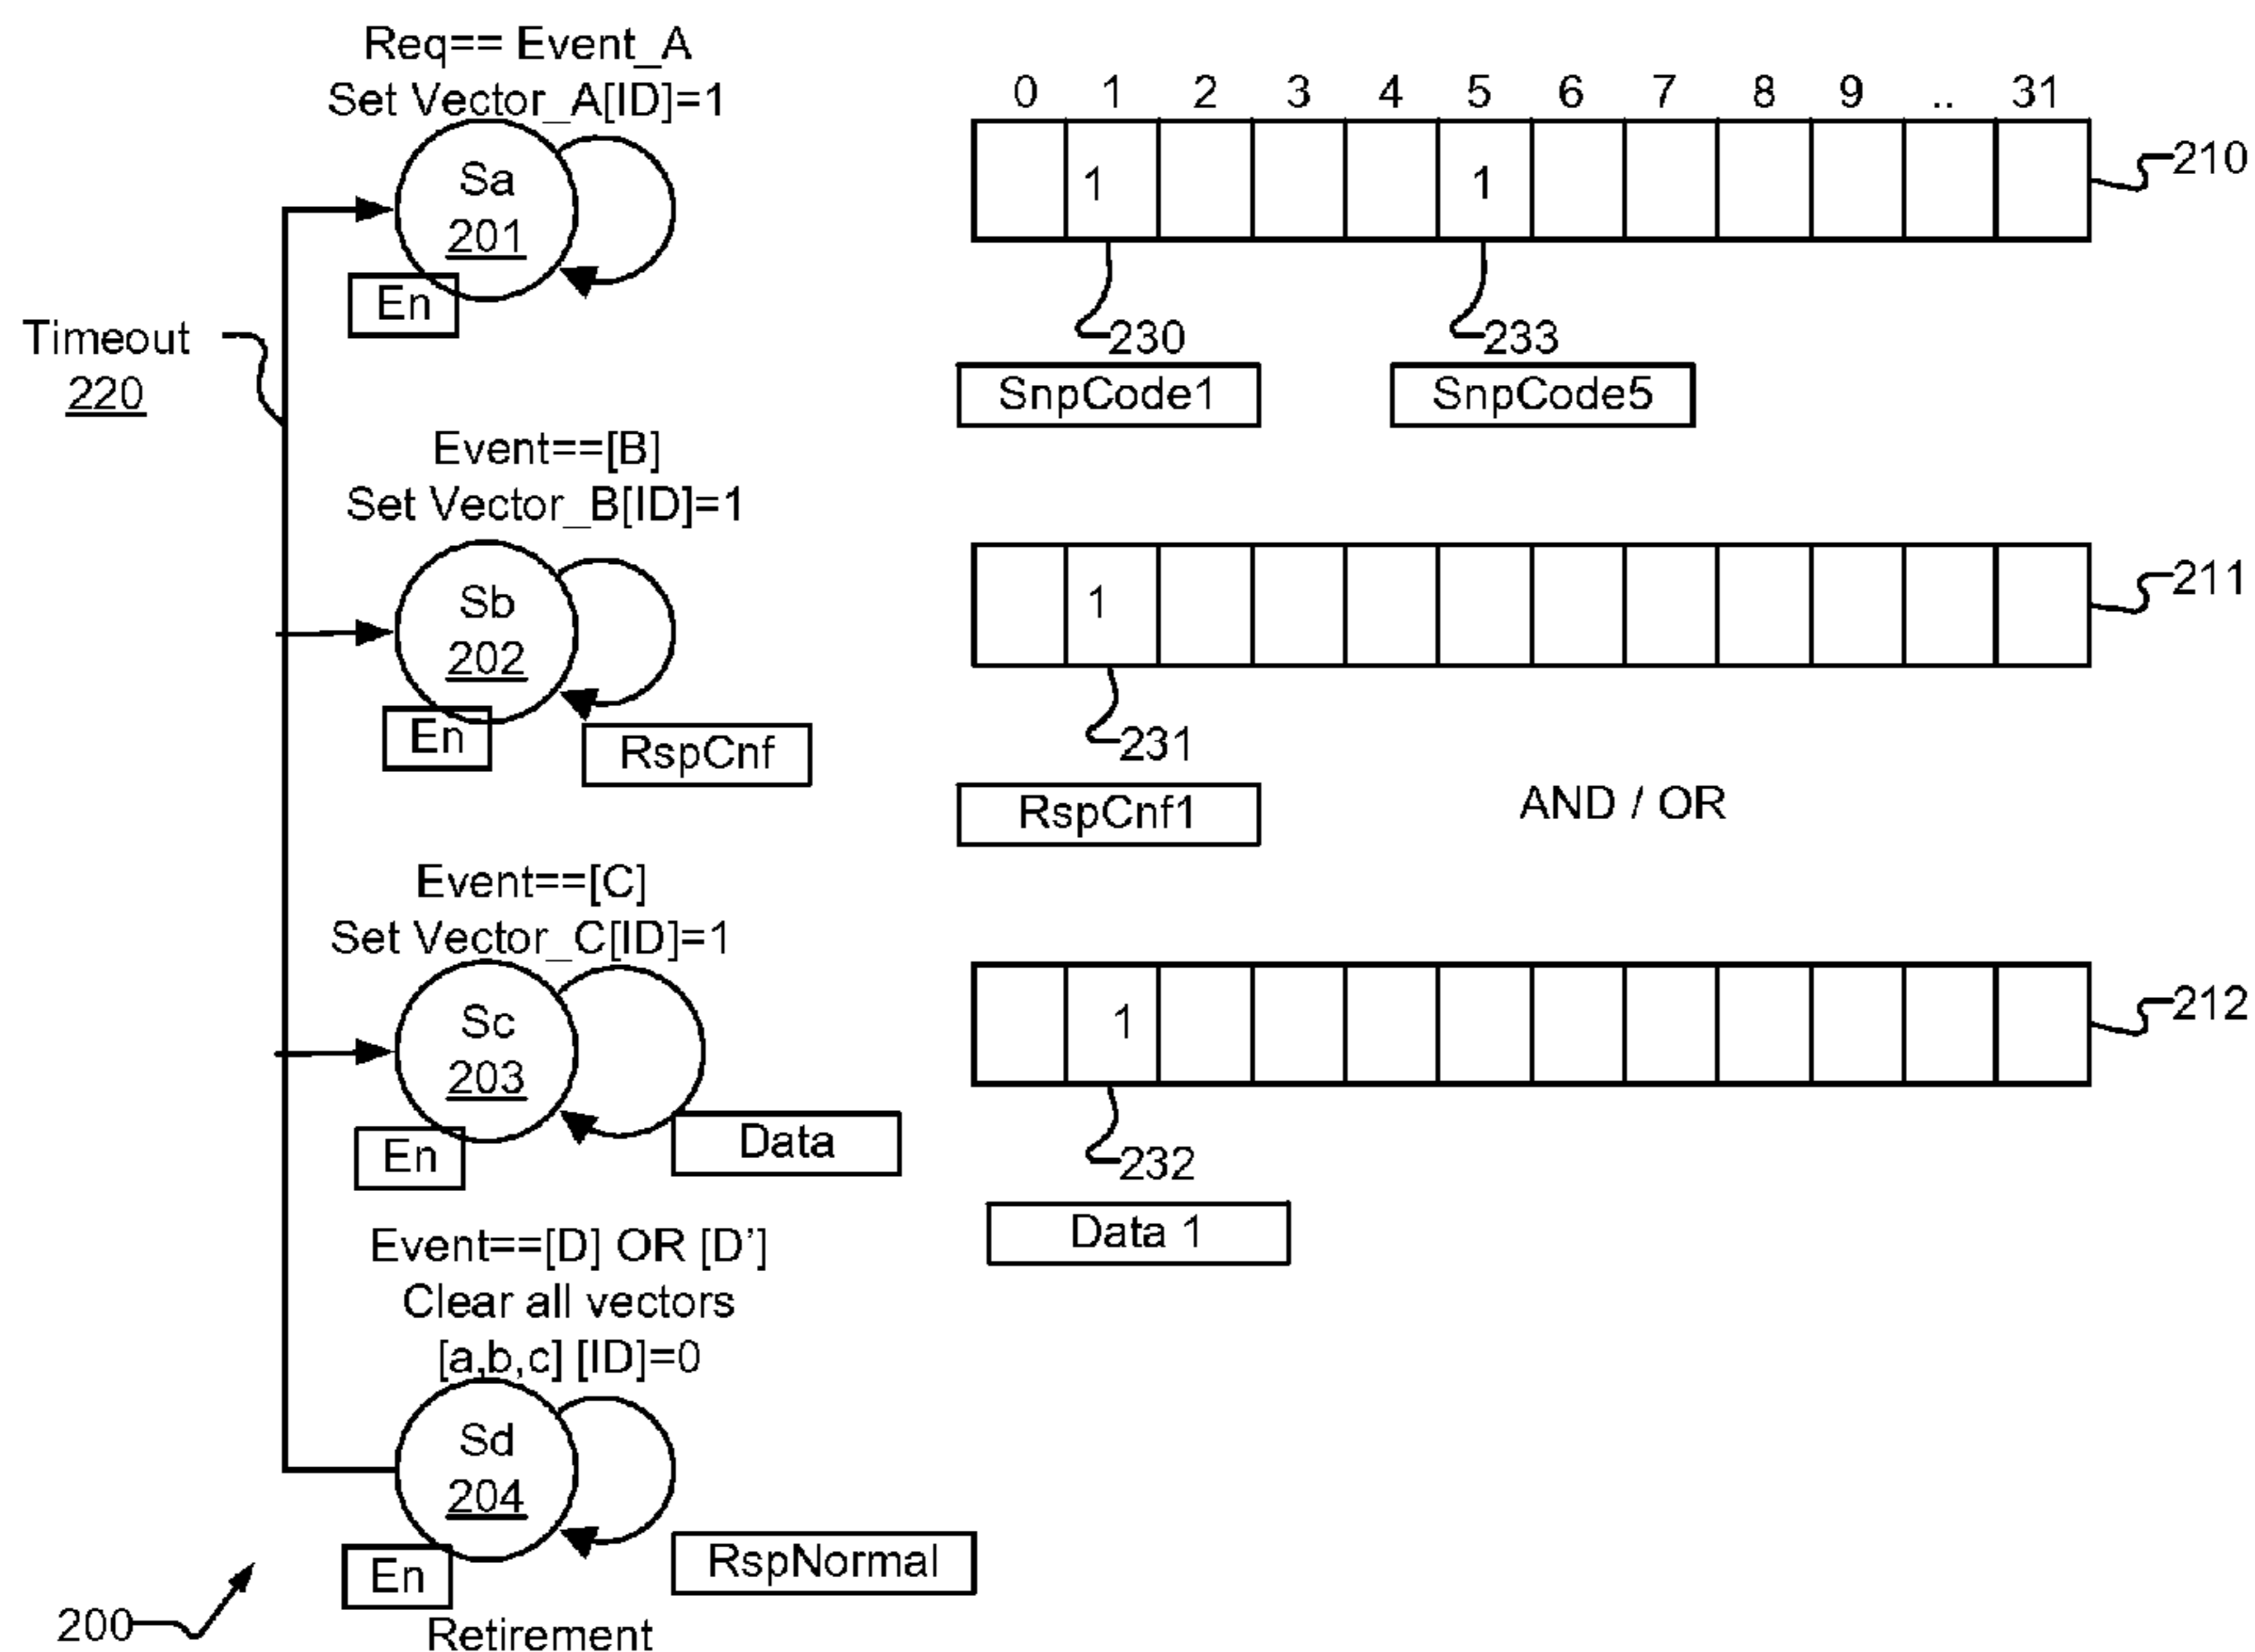 Req== Event_A
Set Vector_A[ID]=1
0 1 2 3 4 5 6 7 8 9 .. 31
Sa
201
En
1 1
210
230 233
SnpCode1 SnpCode5
Timeout
220
Event==[B]
Set Vector_B[ID]=1
Sb
202
En
RspCnf
1
211
231
RspCnf1
AND / OR
Event==[C]
Set Vector_C[ID]=1
Sc
203
En
Data
1
212
232
Data 1
Event==[D] OR [D’]
Clear all vectors
[a,b,c] [ID]=0
Sd
204
En
RspNormal
Retirement
200